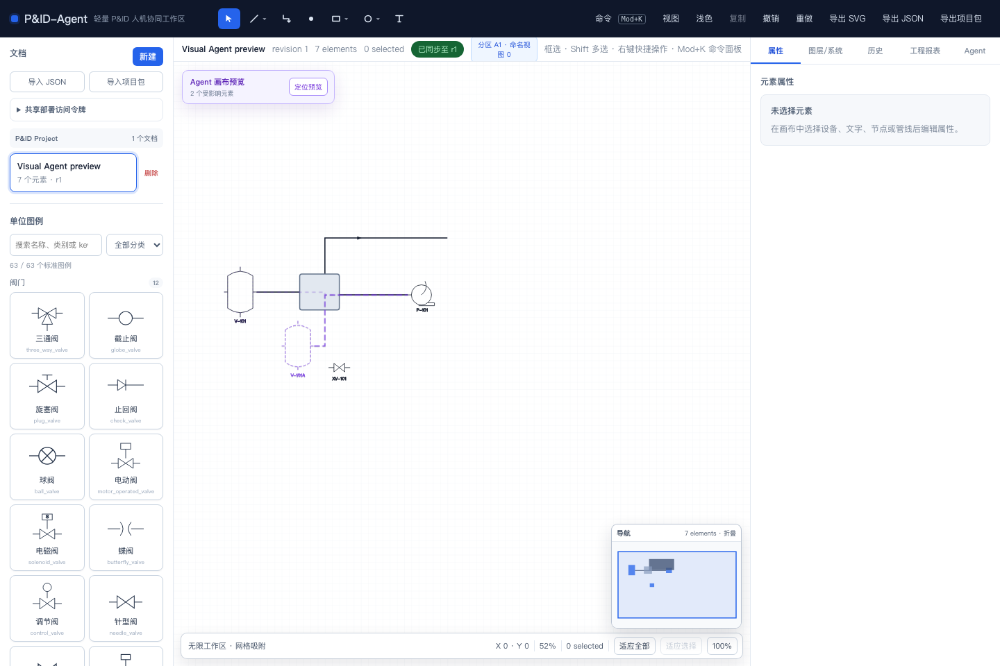 P&ID-Agent 轻量 P&ID 人机协同工作区
命令 Mod+K 视图 浅色 复制 撤销 重做 导出 SVG 导出 JSON 导出项目包
文档 新建
导入 JSON 导入项目包
共享部署访问令牌
P&ID Project 1 个文档
Visual Agent preview
7 个元素 · r1
删除
单位图例
搜索名称、类别或 key 全部分类
63 / 63 个标准图例
阀门 12
三通阀 截止阀
three_way_valve globe_valve
旋塞阀 止回阀
plug_valve check_valve
球阀 电动阀
ball_valve motor_operated_valve
S
电磁阀 蝶阀
solenoid_valve butterfly_valve
调节阀 针型阀
control_valve needle_valve
Visual Agent preview revision 1 7 elements 0 selected 已同步至 r1 分区 A1 · 命名视
图 0
框选 · Shift 多选 · 右键快捷操作 · Mod+K 命令面板
Agent 画布预览
2 个受影响元素
定位预览
V-101
P-101
V-101A
XV-101
导航 7 elements · 折叠
无限工作区 · 网格吸附 X 0 · Y 0 52% 0 selected 适应全部 适应选择 100%
属性 图层/系统 历史 工程报表 Agent
元素属性
未选择元素
在画布中选择设备、文字、节点或管线后编辑属性。